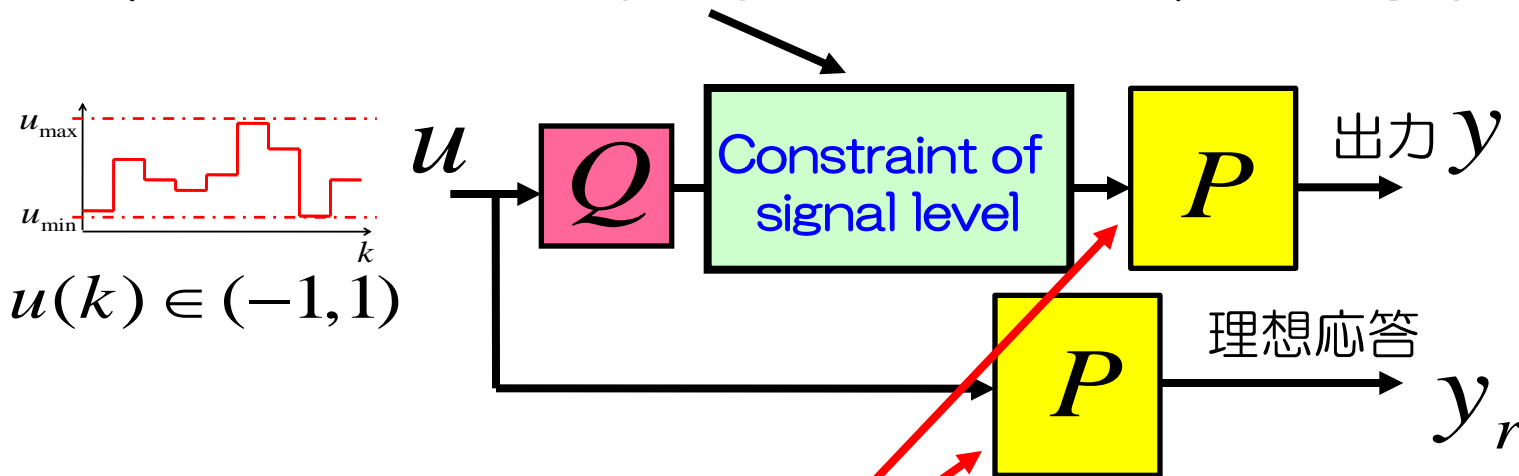 u_max
u_min
k
u(k) ∈ (−1,1)
u
Q
Constraint of
signal level
P
出力 y
P
理想応答
y_r